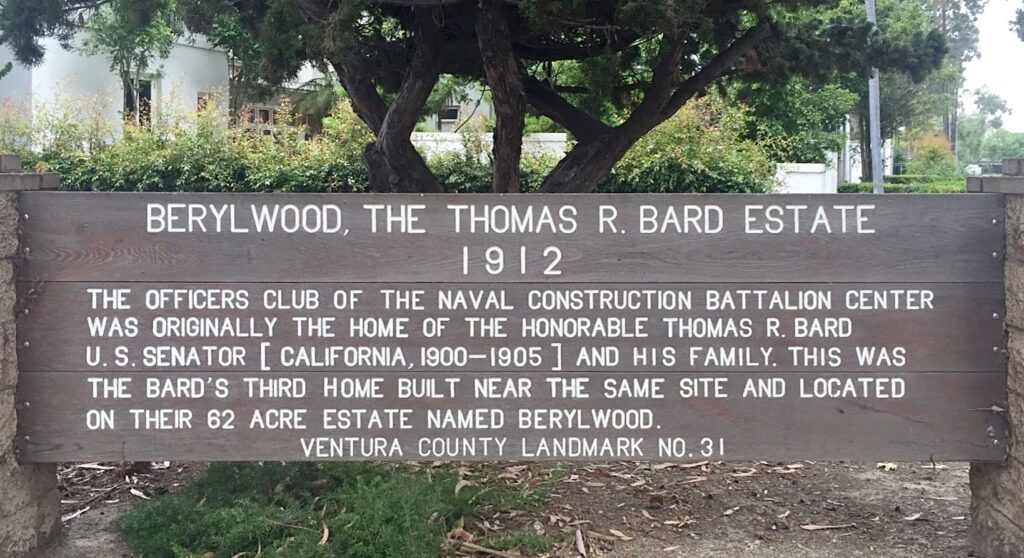 BERYLWOOD, THE THOMAS R. BARD ESTATE
1912
THE OFFICERS CLUB OF THE NAVAL CONSTRUCTION BATTALION CENTER
WAS ORIGINALLY THE HOME OF THE HONORABLE THOMAS R. BARD
U. S. SENATOR [ CALIFORNIA, 1900-1905 ] AND HIS FAMILY. THIS WAS
THE BARD'S THIRD HOME BUILT NEAR THE SAME SITE AND LOCATED
ON THEIR 62 ACRE ESTATE NAMED BERYLWOOD.
VENTURA COUNTY LANDMARK NO. 31